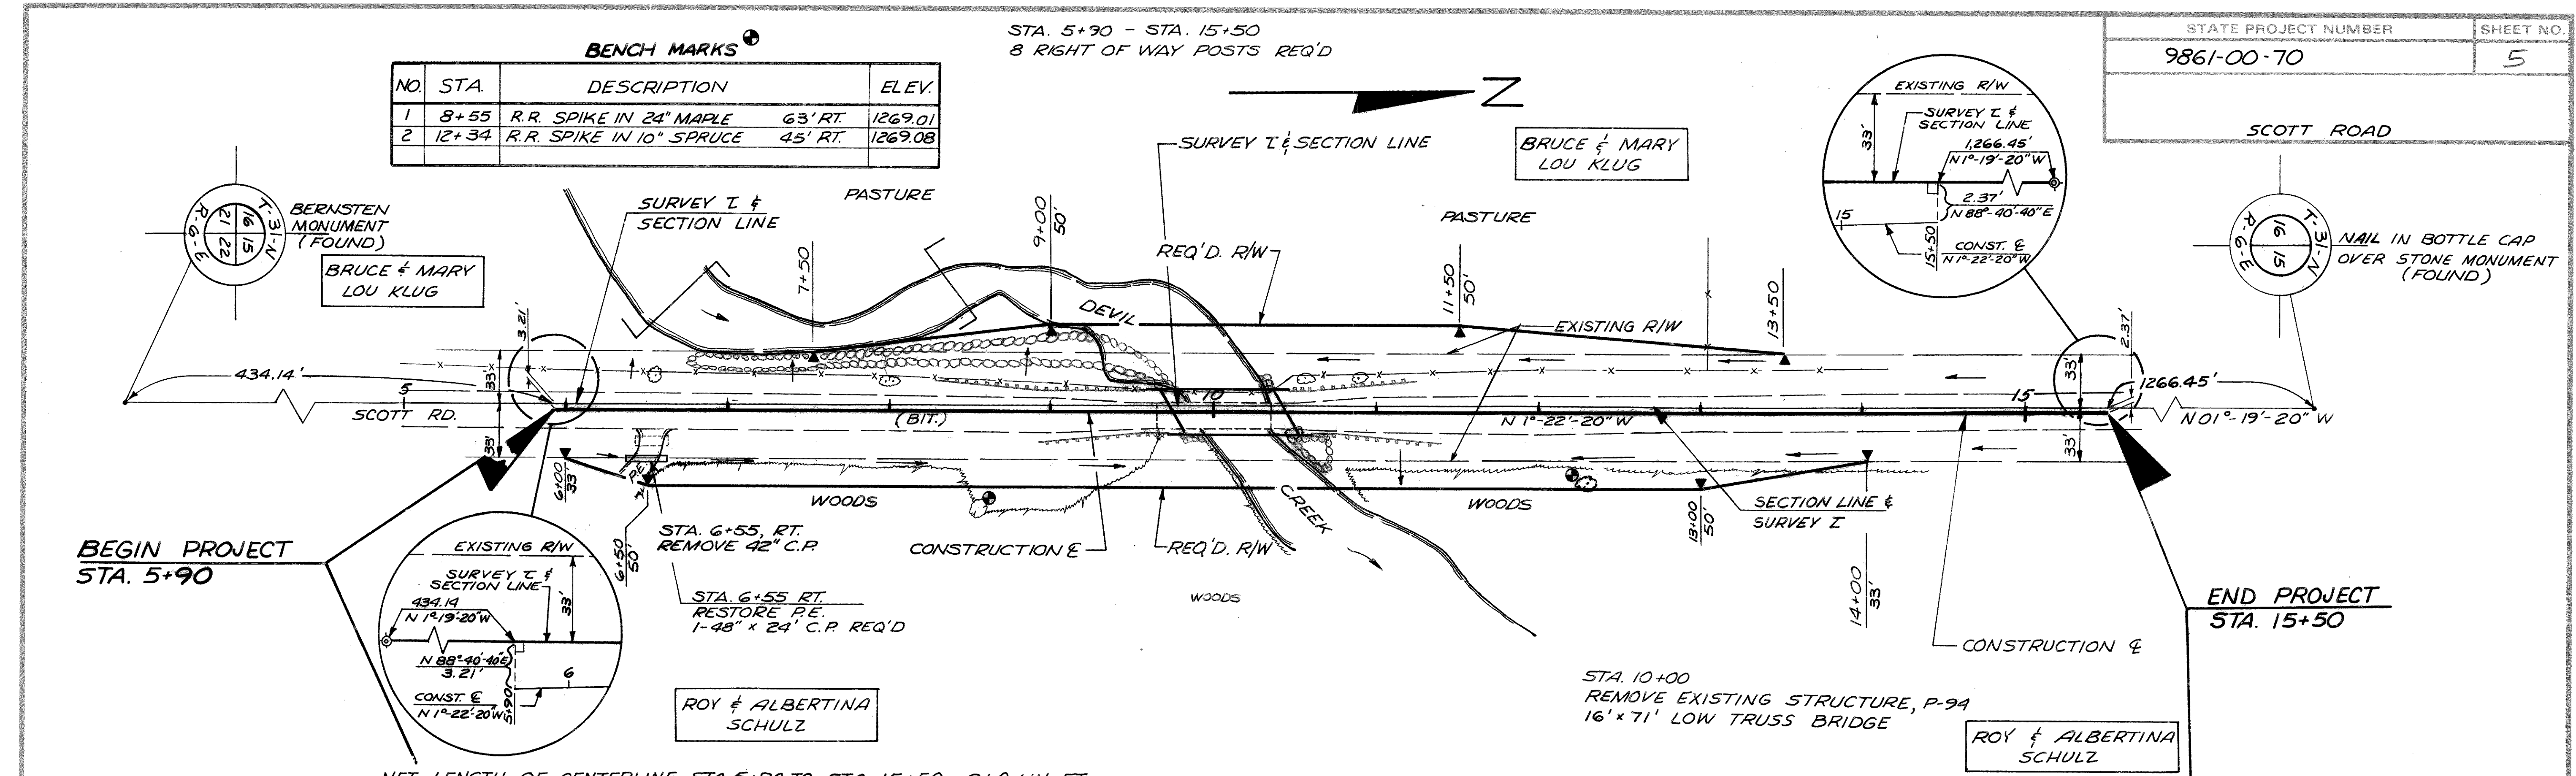 STATE PROJECT NUMBER
SHEET NO.
9861-00-70
5
SCOTT ROAD
STA. 5+90 - STA. 15+50
8 RIGHT OF WAY POSTS REQ'D
BENCH MARKS
NO. STA. DESCRIPTION ELEV.
1 8+55 R.R. SPIKE IN 24" MAPLE 63' RT. 1269.01
2 12+34 R.R. SPIKE IN 10" SPRUCE 45' RT. 1269.08
Z
T-31-N
R-6-E
16 15
21 22
BERNSTEN
MONUMENT
(FOUND)
BRUCE & MARY
LOU KLUG
SURVEY &
SECTION LINE
PASTURE
7+50
9+00
50'
SURVEY & SECTION LINE
BRUCE & MARY
LOU KLUG
PASTURE
REQ'D. R/W
DEVIL
11+50
50'
EXISTING R/W
13+50
EXISTING R/W
33'
SURVEY &
SECTION LINE
1,266.45'
N 1°-19'-20" W
2.37'
N 88°-40'-40" E
15
15+50
CONST. ℄
N 1°-22'-20" W
T-31-N
R-6-E
16 15
NAIL IN BOTTLE CAP
OVER STONE MONUMENT
(FOUND)
3.21'
2.37'
434.14'
5
33'
33'
SCOTT RD.
(BIT.)
10
N 1°-22'-20" W
15
33'
33'
1266.45'
N 01°-19'-20" W
6+00
33'
P.E.
6+50
50'
WOODS
CREEK
WOODS
SECTION LINE &
SURVEY
13+00
50'
14+00
33'
BEGIN PROJECT
STA. 5+90
STA. 6+55, RT.
REMOVE 42" C.P.
CONSTRUCTION ℄
REQ'D. R/W
STA. 6+55 RT.
RESTORE P.E.
1-48" x 24' C.P. REQ'D
WOODS
EXISTING R/W
SURVEY &
SECTION LINE
33'
434.14
N 1°-19'-20" W
N 88°-40'-40" E
3.21'
6
CONST. ℄
N 1°-22'-20" W
5+90
END PROJECT
STA. 15+50
CONSTRUCTION ℄
ROY & ALBERTINA
SCHULZ
STA. 10+00
REMOVE EXISTING STRUCTURE, P-94
16' x 71' LOW TRUSS BRIDGE
ROY & ALBERTINA
SCHULZ
NET LENGTH OF CENTERLINE STA